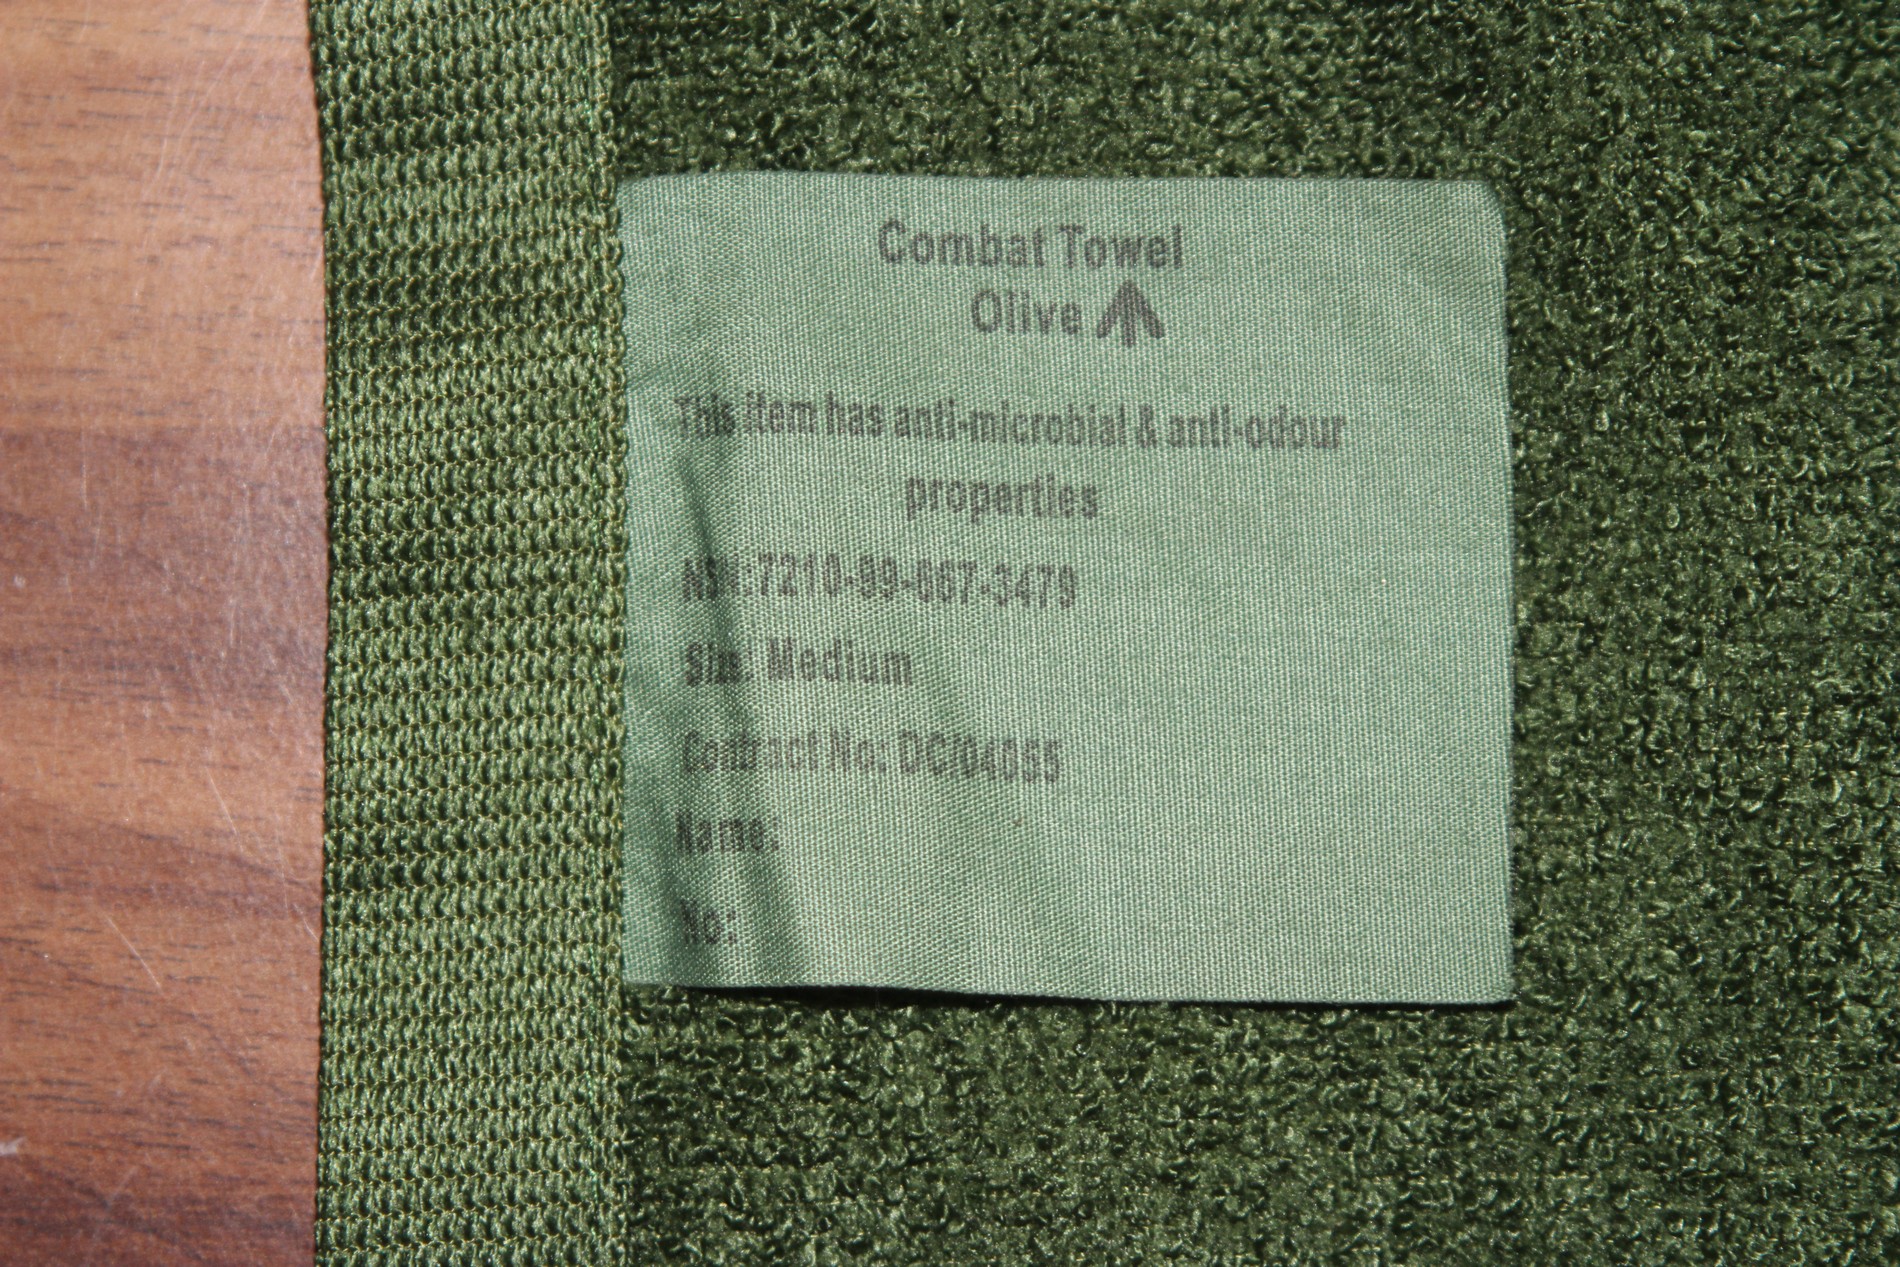 Combat Towel
Olive
This item has anti-microbial & anti-odour
properties
NSN:7210-99-867-3479
Size: Medium
Contract No: DC/04055
Name:
No: